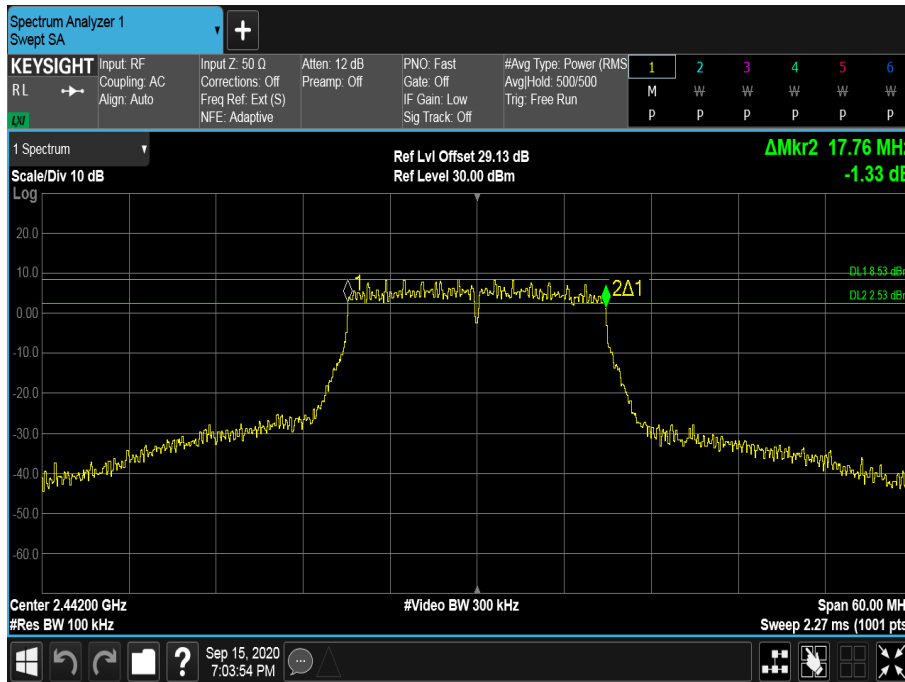 Spectrum Analyzer 1
Swept SA
+
KEYSIGHT
RL
LXI
Input: RF
Coupling: AC
Align: Auto
Input Z: 50 Ω
Corrections: Off
Freq Ref: Ext (S)
NFE: Adaptive
Atten: 12 dB
Preamp: Off
PNO: Fast
Gate: Off
IF Gain: Low
Sig Track: Off
#Avg Type: Power (RMS
Avg|Hold: 500/500
Trig: Free Run
1 2 3 4 5 6
M W W W W W
P P P P P P
1 Spectrum
Scale/Div 10 dB
Log
Ref Lvl Offset 29.13 dB
Ref Level 30.00 dBm
ΔMkr2 17.76 MHz
-1.33 dB
20.0
10.0
0.00
-10.0
-20.0
-30.0
-40.0
-50.0
-60.0
1
2Δ1
DL1 8.53 dBm
DL2 2.53 dBm
Center 2.44200 GHz
#Res BW 100 kHz
#Video BW 300 kHz
Span 60.00 MH
Sweep 2.27 ms (1001 pts
?
Sep 15, 2020
7:03:54 PM